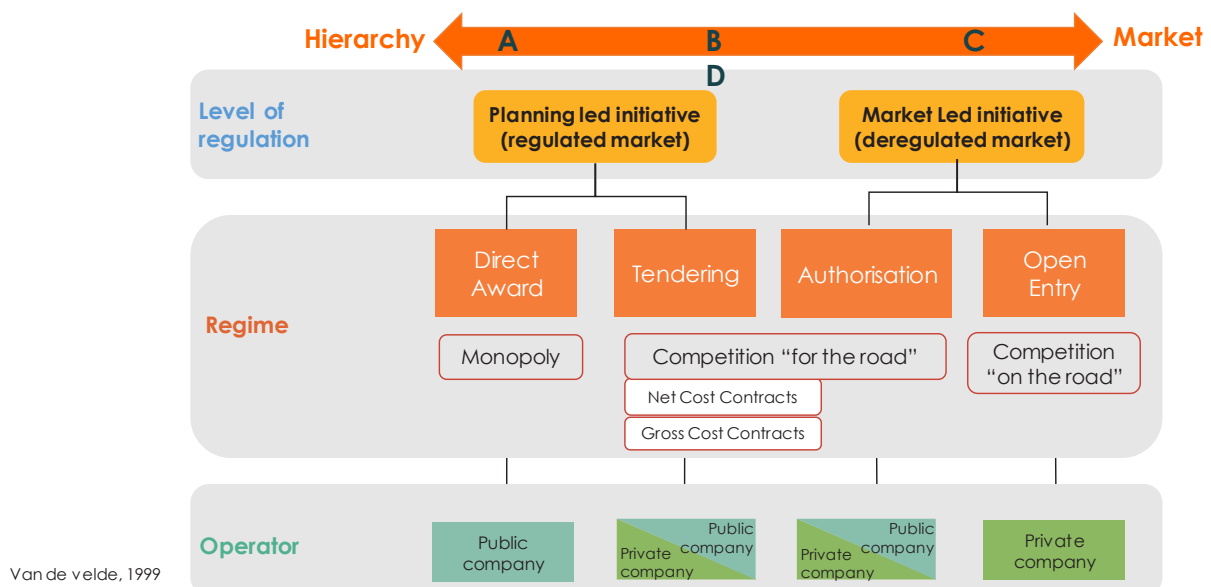 Hierarchy A B C Market
D
Level of
regulation
Planning led initiative
(regulated market)
Market Led initiative
(deregulated market)
Regime
Direct
Award
Tendering
Authorisation
Open
Entry
Monopoly
Competition “for the road”
Competition
“on the road”
Net Cost Contracts
Gross Cost Contracts
Operator
Public
company
Public
company
Private
company
Public
company
Private
company
Private
company
Van de velde, 1999